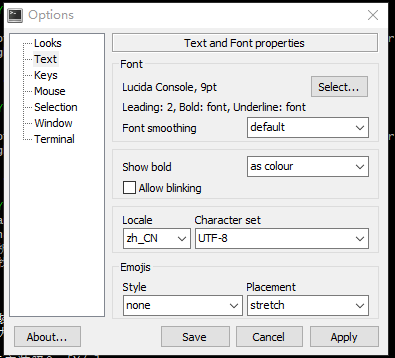 Options
Looks
Text
Keys
Mouse
Selection
Window
Terminal
Text and Font properties
Font
Lucida Console, 9pt
Select...
Leading: 2, Bold: font, Underline: font
Font smoothing
default
Show bold
as colour
Allow blinking
Locale
Character set
zh_CN
UTF-8
Emojis
Style
Placement
none
stretch
About...
Save
Cancel
Apply